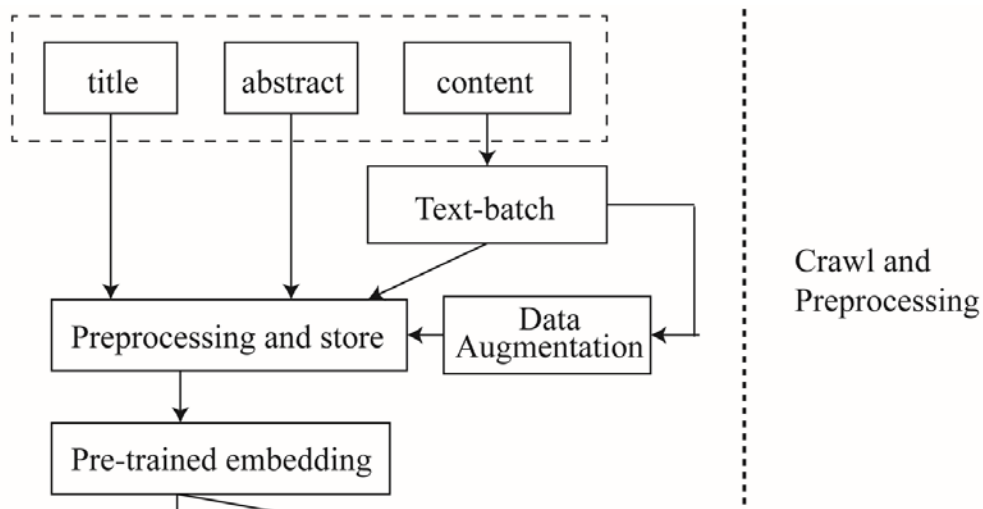 title
abstract
content
Text-batch
Crawl and
Preprocessing
Preprocessing and store
Data
Augmentation
Pre-trained embedding